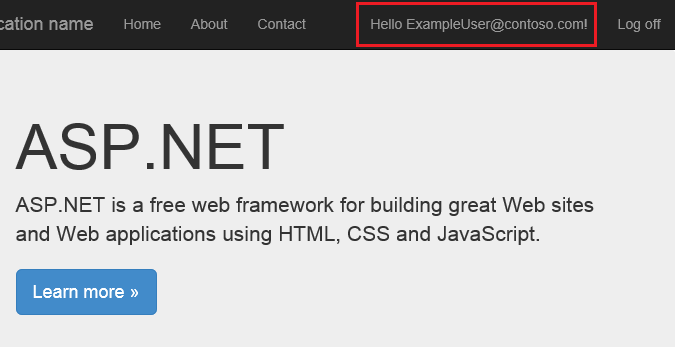 cation name Home About Contact Hello ExampleUser@contoso.com! Log off
ASP.NET
ASP.NET is a free web framework for building great Web sites
and Web applications using HTML, CSS and JavaScript.
Learn more »